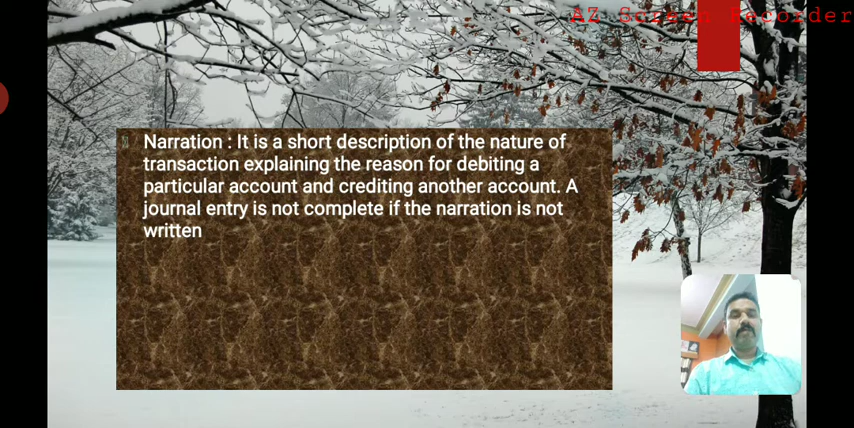 AZ Screen Recorder
Narration : It is a short description of the nature of
transaction explaining the reason for debiting a
particular account and crediting another account. A
journal entry is not complete if the narration is not
written